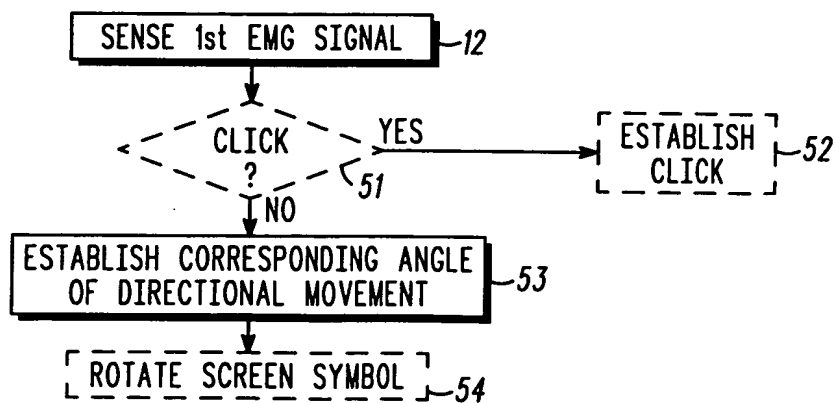 SENSE 1st EMG SIGNAL
12
CLICK
?
YES
51
ESTABLISH
CLICK
52
NO
ESTABLISH CORRESPONDING ANGLE
OF DIRECTIONAL MOVEMENT
53
ROTATE SCREEN SYMBOL
54